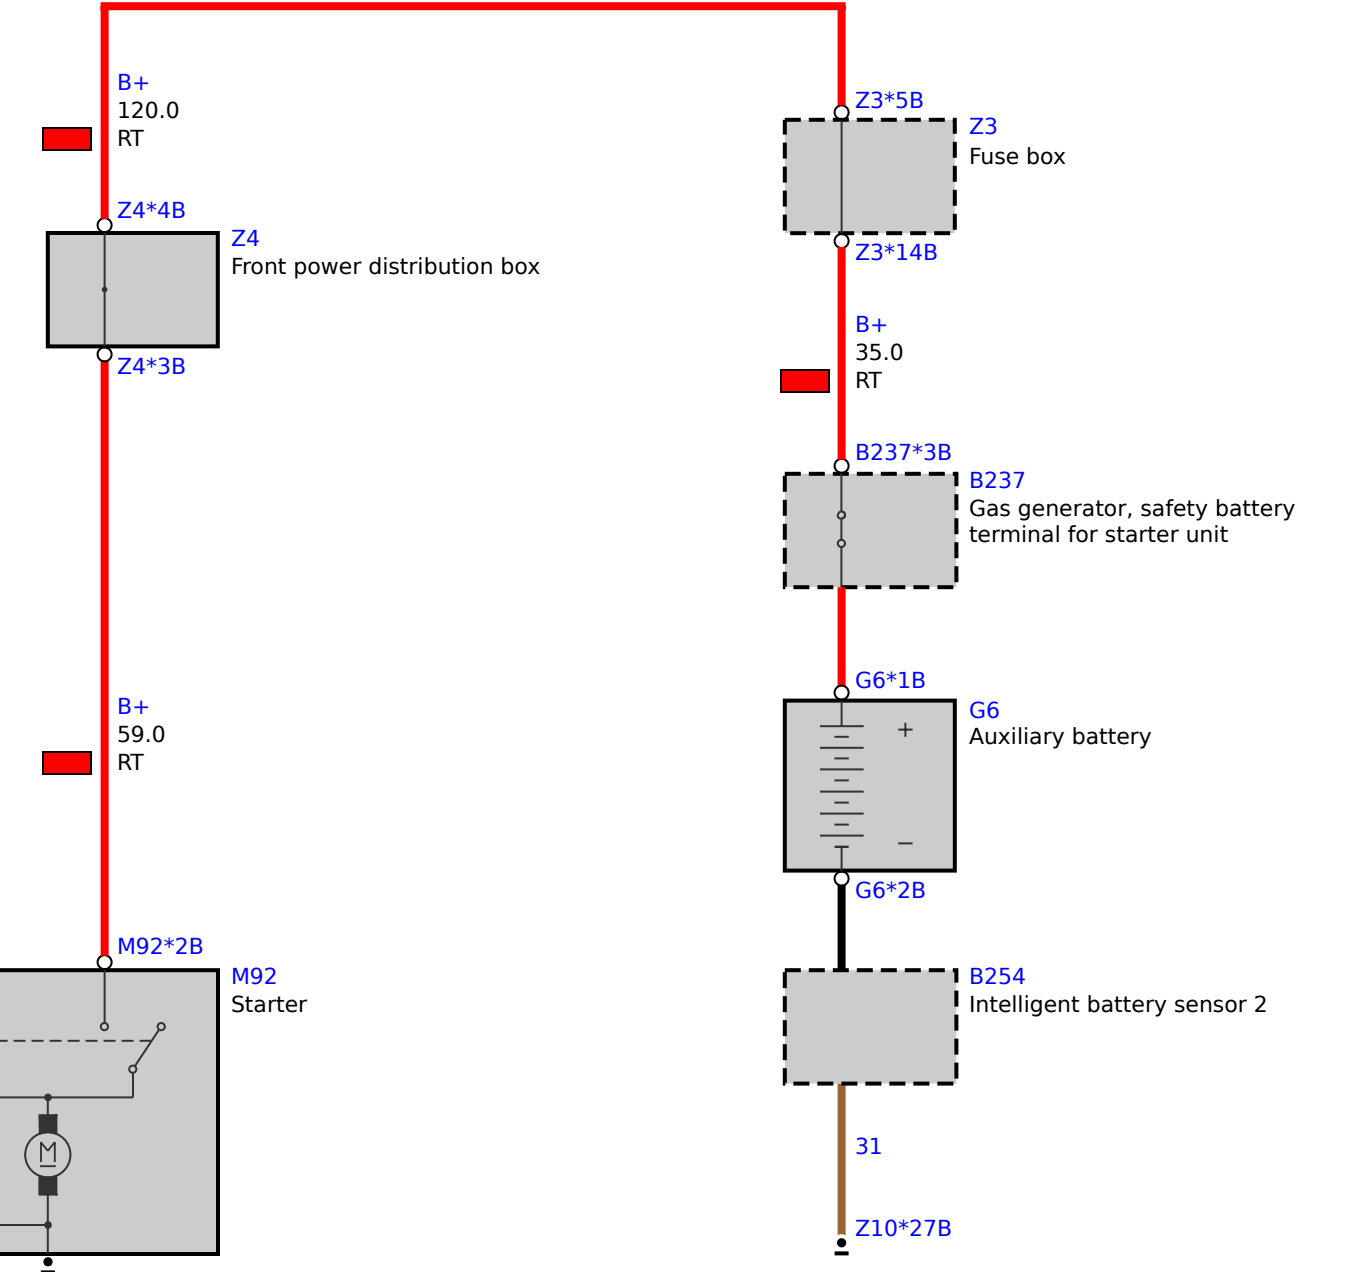 B+
120.0
RT
Z4*4B
Z4
Front power distribution box
Z4*3B
B+
59.0
RT
M92*2B
M92
Starter
M
Z3*5B
Z3
Fuse box
Z3*14B
B+
35.0
RT
B237*3B
B237
Gas generator, safety battery
terminal for starter unit
G6*1B
G6
Auxiliary battery
+
−
G6*2B
B254
Intelligent battery sensor 2
31
Z10*27B